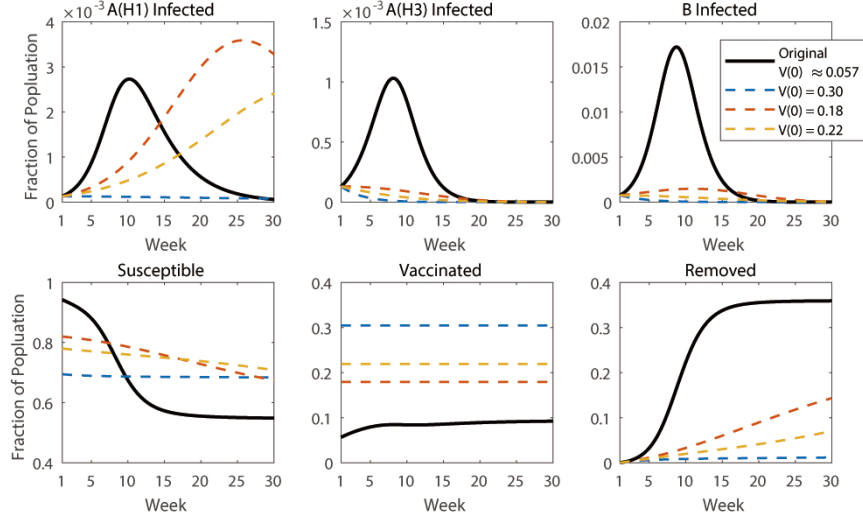 ×10⁻³ A(H1) Infected
Fraction of Popluation
4
3
2
1
0
1 5 10 15 20 25 30
Week
×10⁻³ A(H3) Infected
1.5
1
0.5
0
1 5 10 15 20 25 30
Week
B Infected
0.02
0.015
0.01
0.005
0
1 5 10 15 20 25 30
Week
Original
V(0) ≈ 0.057
V(0) = 0.30
V(0) = 0.18
V(0) = 0.22
Susceptible
Fraction of Popluation
1
0.8
0.6
0.4
1 5 10 15 20 25 30
Week
Vaccinated
0.4
0.3
0.2
0.1
0
1 5 10 15 20 25 30
Week
Removed
0.4
0.3
0.2
0.1
0
1 5 10 15 20 25 30
Week